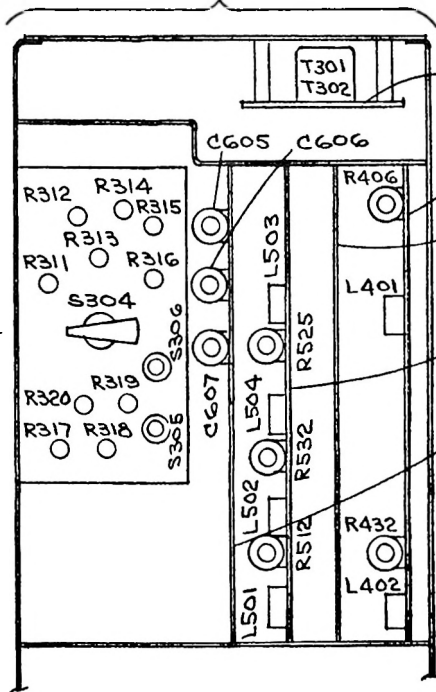 T301
T302
C605
C606
R312
R314
R315
R406
R313
R311
R316
L503
L401
S304
S306
R525
R320
R319
C607
L504
S305
R317
R318
R532
L502
R512
R432
L501
L402